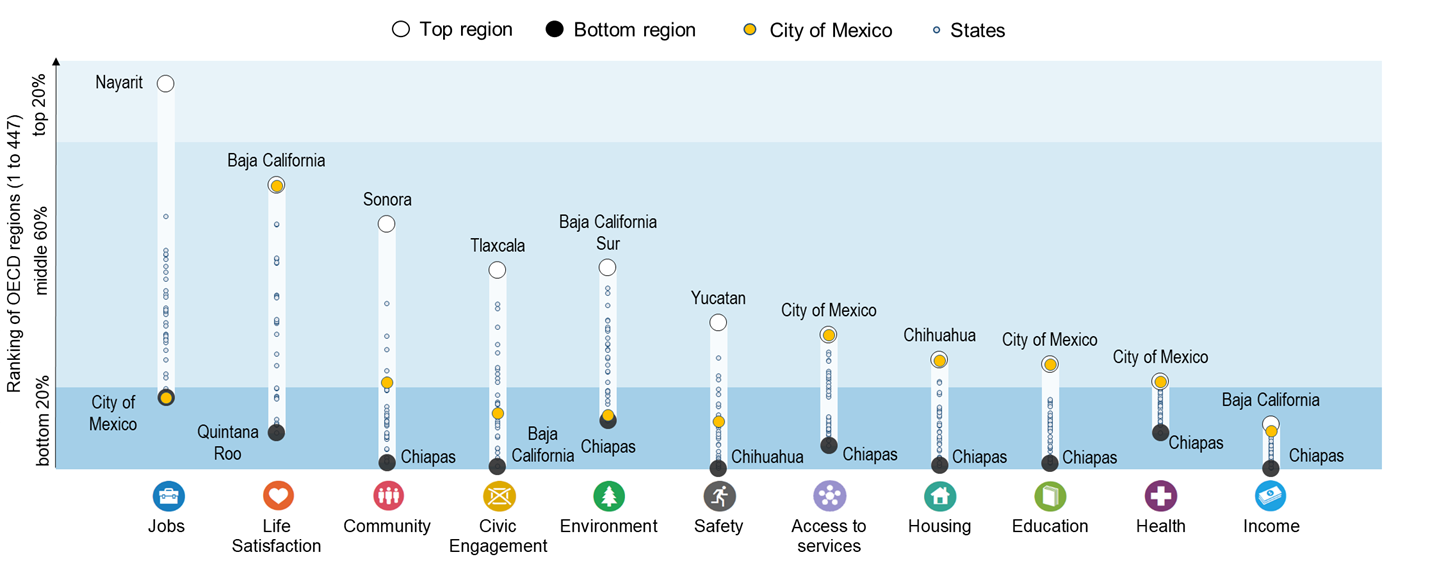 Top region
Bottom region
City of Mexico
States
Ranking of OECD regions (1 to 447)
top 20%
middle 60%
bottom 20%
Nayarit
City of
Mexico
Baja California
Quintana
Roo
Sonora
Chiapas
Tlaxcala
Baja
California
Baja California
Sur
Chiapas
Yucatan
Chihuahua
City of Mexico
Chiapas
Chihuahua
Chiapas
City of Mexico
Chiapas
City of Mexico
Chiapas
Baja California
Chiapas
Jobs
Life
Satisfaction
Community
Civic
Engagement
Environment
Safety
Access to
services
Housing
Education
Health
Income